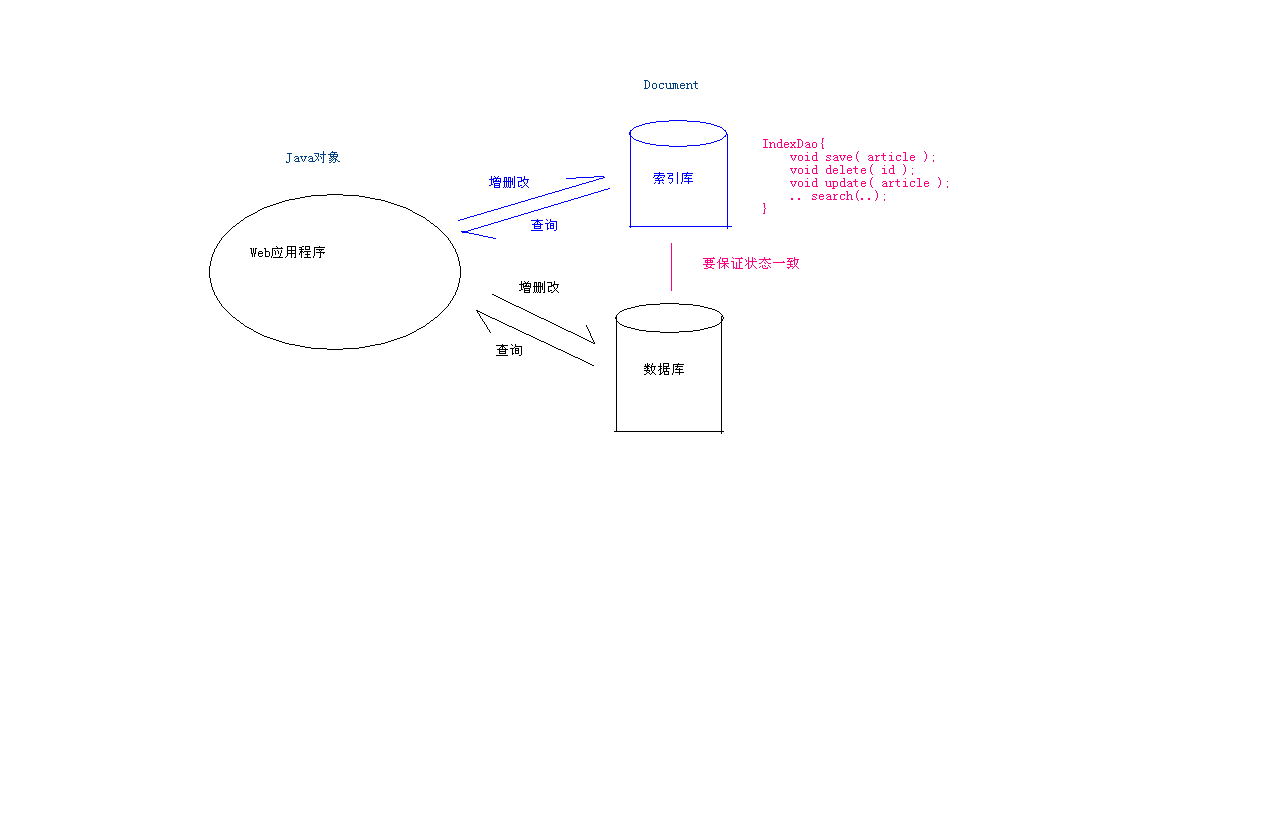 Document
IndexDao{
void save( article );
void delete( id );
void update( article );
.. search(..);
}
Java对象
增删改
索引库
查询
Web应用程序
要保证状态一致
增删改
查询
数据库